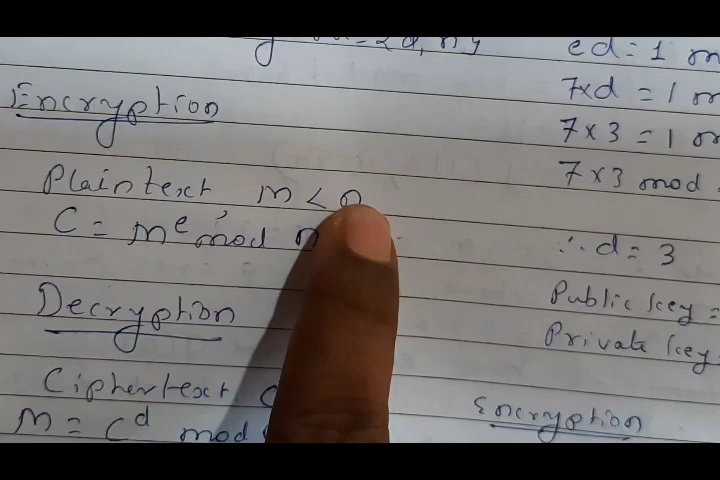 Encryption
Plaintext m < n
C = m^e mod n
Decryption
Ciphertext C
M = C^d mod
ed = 1 m
7xd = 1 m
7 x 3 = 1 m
7 x 3 mod
∴ d = 3
Public key =
Private key
Encryption